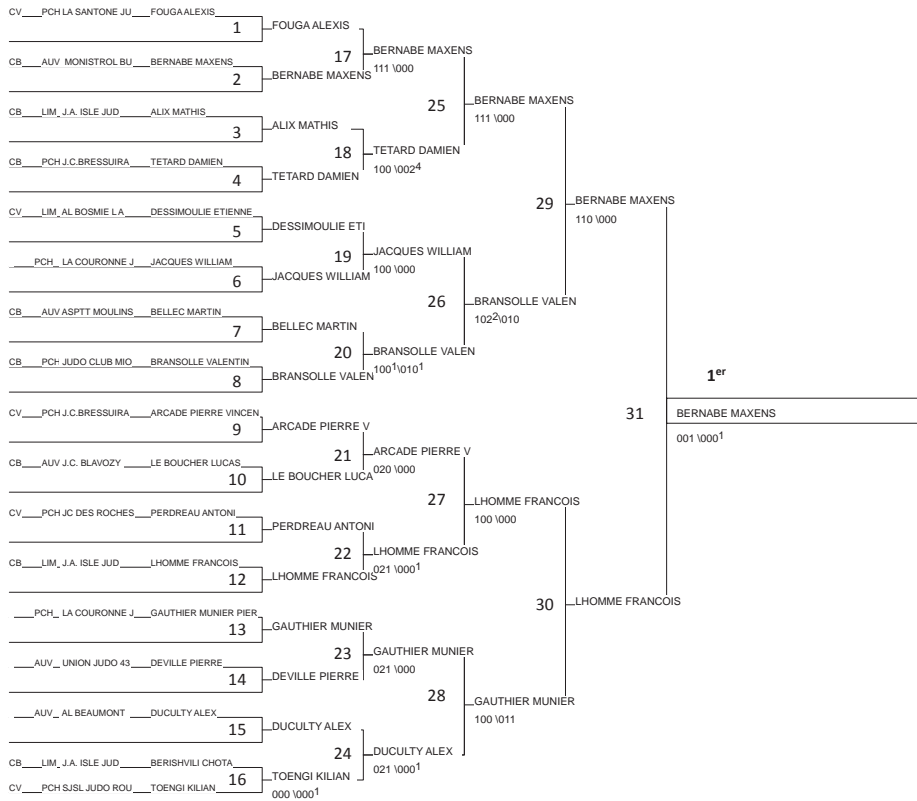 CV PCH LA SANTONE JU FOUGA ALEXIS
1
FOUGA ALEXIS
17
BERNABE MAXENS
111 \000
CB AUV MONISTROL BU BERNABE MAXENS
2
BERNABE MAXENS
25
BERNABE MAXENS
111 \000
CB LIM J.A. ISLE JUD ALIX MATHIS
3
ALIX MATHIS
18
TETARD DAMIEN
100 \002⁴
CB PCH J.C.BRESSUIRA TETARD DAMIEN
4
TETARD DAMIEN
29
BERNABE MAXENS
110 \000
CV LIM AL BOSMIE L A DESSIMOULIE ETIENNE
5
DESSIMOULIE ETI
19
JACQUES WILLIAM
100 \000
PCH LA COURONNE J JACQUES WILLIAM
6
JACQUES WILLIAM
26
BRANSOLLE VALEN
102²\010
CB AUV ASPTT MOULINS BELLEC MARTIN
7
BELLEC MARTIN
20
BRANSOLLE VALEN
100¹\010¹
CB PCH JUDO CLUB MIO BRANSOLLE VALENTIN
8
BRANSOLLE VALEN
1er
31
BERNABE MAXENS
001 \000¹
CV PCH J.C.BRESSUIRA ARCADE PIERRE VINCEN
9
ARCADE PIERRE V
21
ARCADE PIERRE V
020 \000
CB AUV J.C. BLAVOZY LE BOUCHER LUCAS
10
LE BOUCHER LUCA
27
LHOMME FRANCOIS
100 \000
CV PCH JC DES ROCHES PERDREAU ANTONI
11
PERDREAU ANTONI
22
LHOMME FRANCOIS
021 \000¹
CB LIM J.A. ISLE JUD LHOMME FRANCOIS
12
LHOMME FRANCOIS
30
LHOMME FRANCOIS
PCH LA COURONNE J GAUTHIER MUNIER PIER
13
GAUTHIER MUNIER
23
GAUTHIER MUNIER
021 \000
AUV UNION JUDO 43 DEVILLE PIERRE
14
DEVILLE PIERRE
28
GAUTHIER MUNIER
100 \011
AUV AL BEAUMONT DUCULTY ALEX
15
DUCULTY ALEX
24
DUCULTY ALEX
021 \000¹
CB LIM J.A. ISLE JUD BERISHVILI CHOTA
16
TOENGI KILIAN
000 \000¹
CV PCH SJSL JUDO ROU TOENGI KILIAN